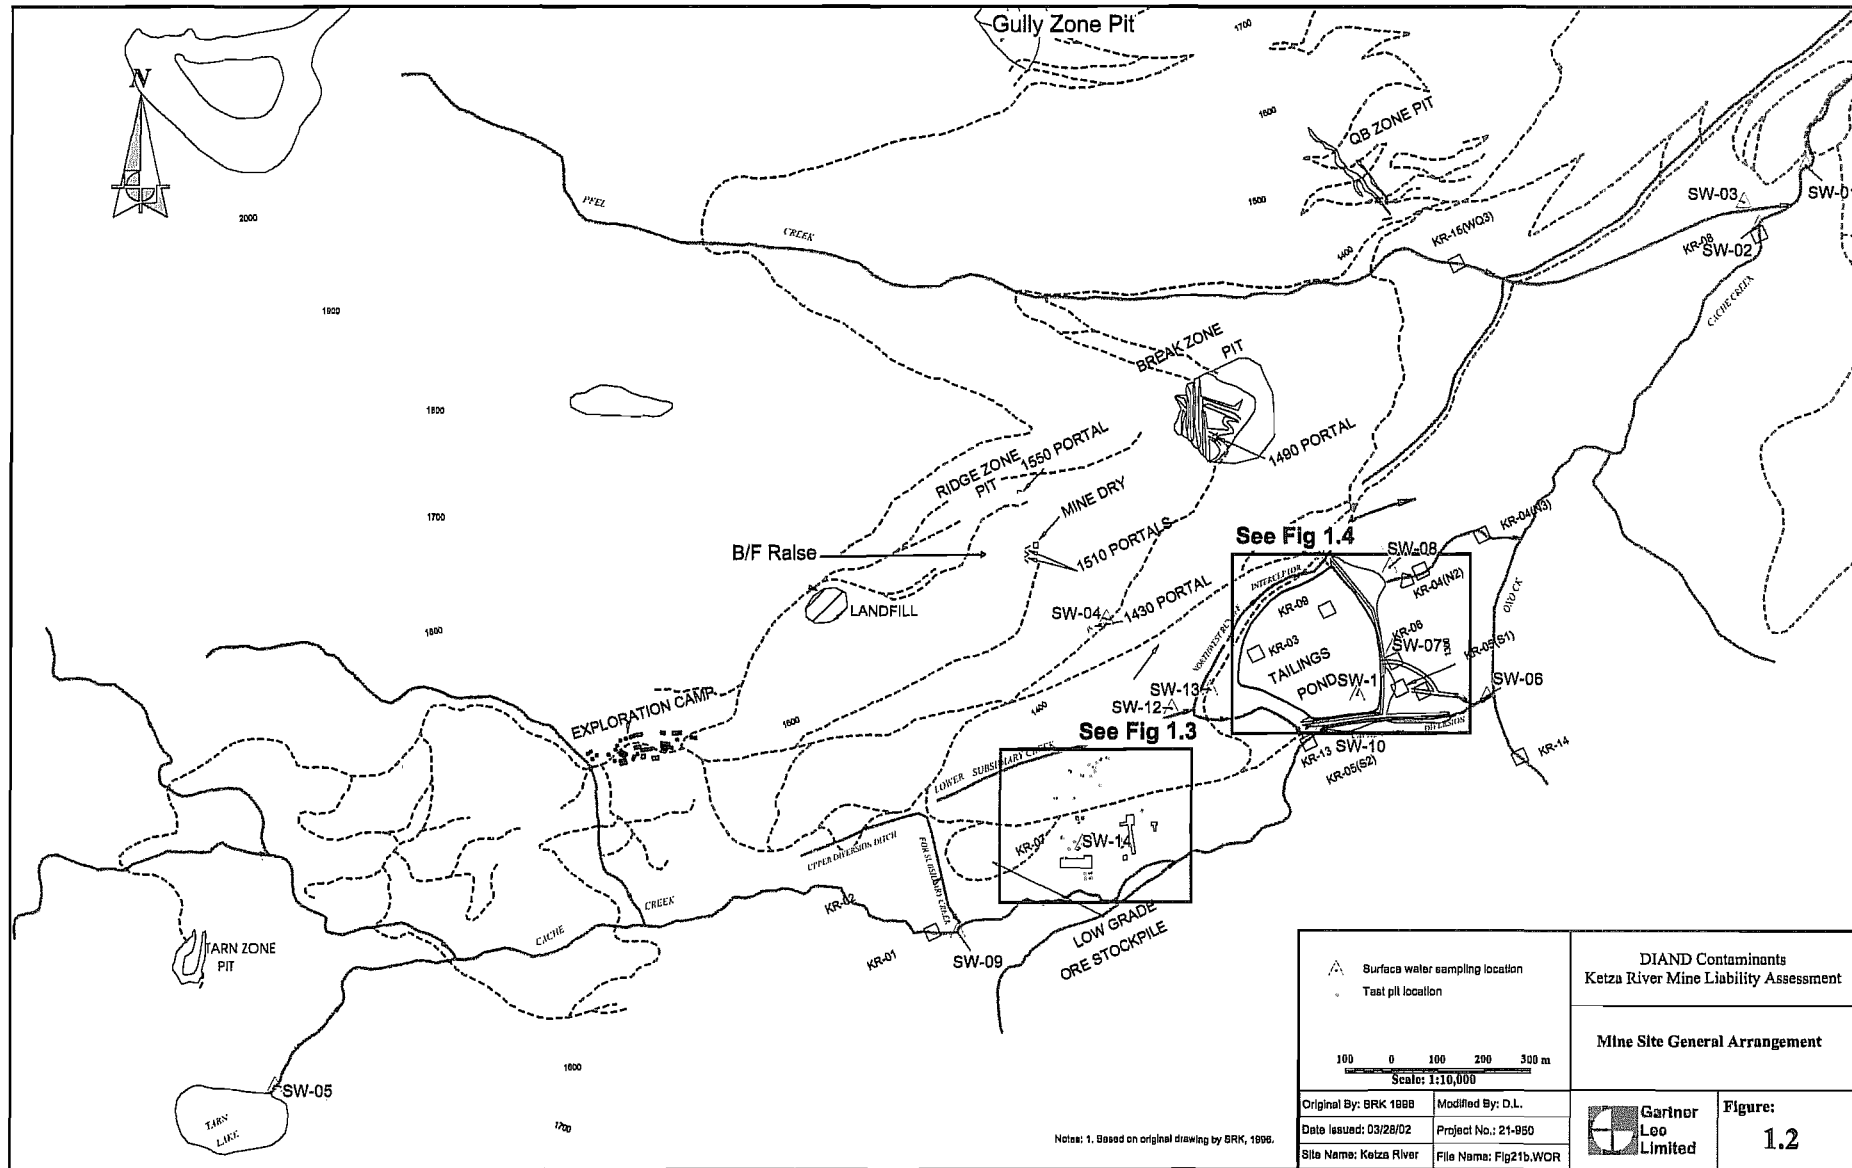 Gully Zone Pit
1700
N
1600
QB ZONE PIT
2000
1500
SW-03
SW-01
CREEK
KR-15(WQ3)
KR-08
SW-02
1400
CACHE CREEK
1900
BREAK ZONE
PIT
1800
1490 PORTAL
1550 PORTAL
RIDGE ZONE
PIT
MINE DRY
1700
B/F Raise
1510 PORTALS
See Fig 1.4
KR-04(N3)
SW-08
KR-04(N2)
INTERCEPTOR
LANDFILL
SW-04
1430 PORTAL
KR-09
KR-03
KR-06
SW-07
KR-05(S1)
TAILINGS
POND
SW-1
SW-06
SW-13
SW-12
EXPLORATION CAMP
1500
1400
See Fig 1.3
DIVERSION
KR-13
SW-10
KR-05(S2)
KR-14
LOWER SUBSIDIARY CREEK
UPPER DIVERSION DITCH
KR-07
SW-14
KR-02
CREEK
CACHE
KR-01
SW-09
LOW GRADE
ORE STOCKPILE
TARN ZONE
PIT
1600
SW-05
TARN
LAKE
1700
Notes: 1. Based on original drawing by SRK, 1996.
Surface water sampling location
Test pit location
100 0 100 200 300 m
Scale: 1:10,000
DIAND Contaminants
Ketza River Mine Liability Assessment
Mine Site General Arrangement
Modified By: D.L.
Date Issued: 03/28/02
Project No.: 21-950
Site Name: Ketza River
File Name: Fig21b.WOR
Gartner
Lee
Limited
Figure:
1.2